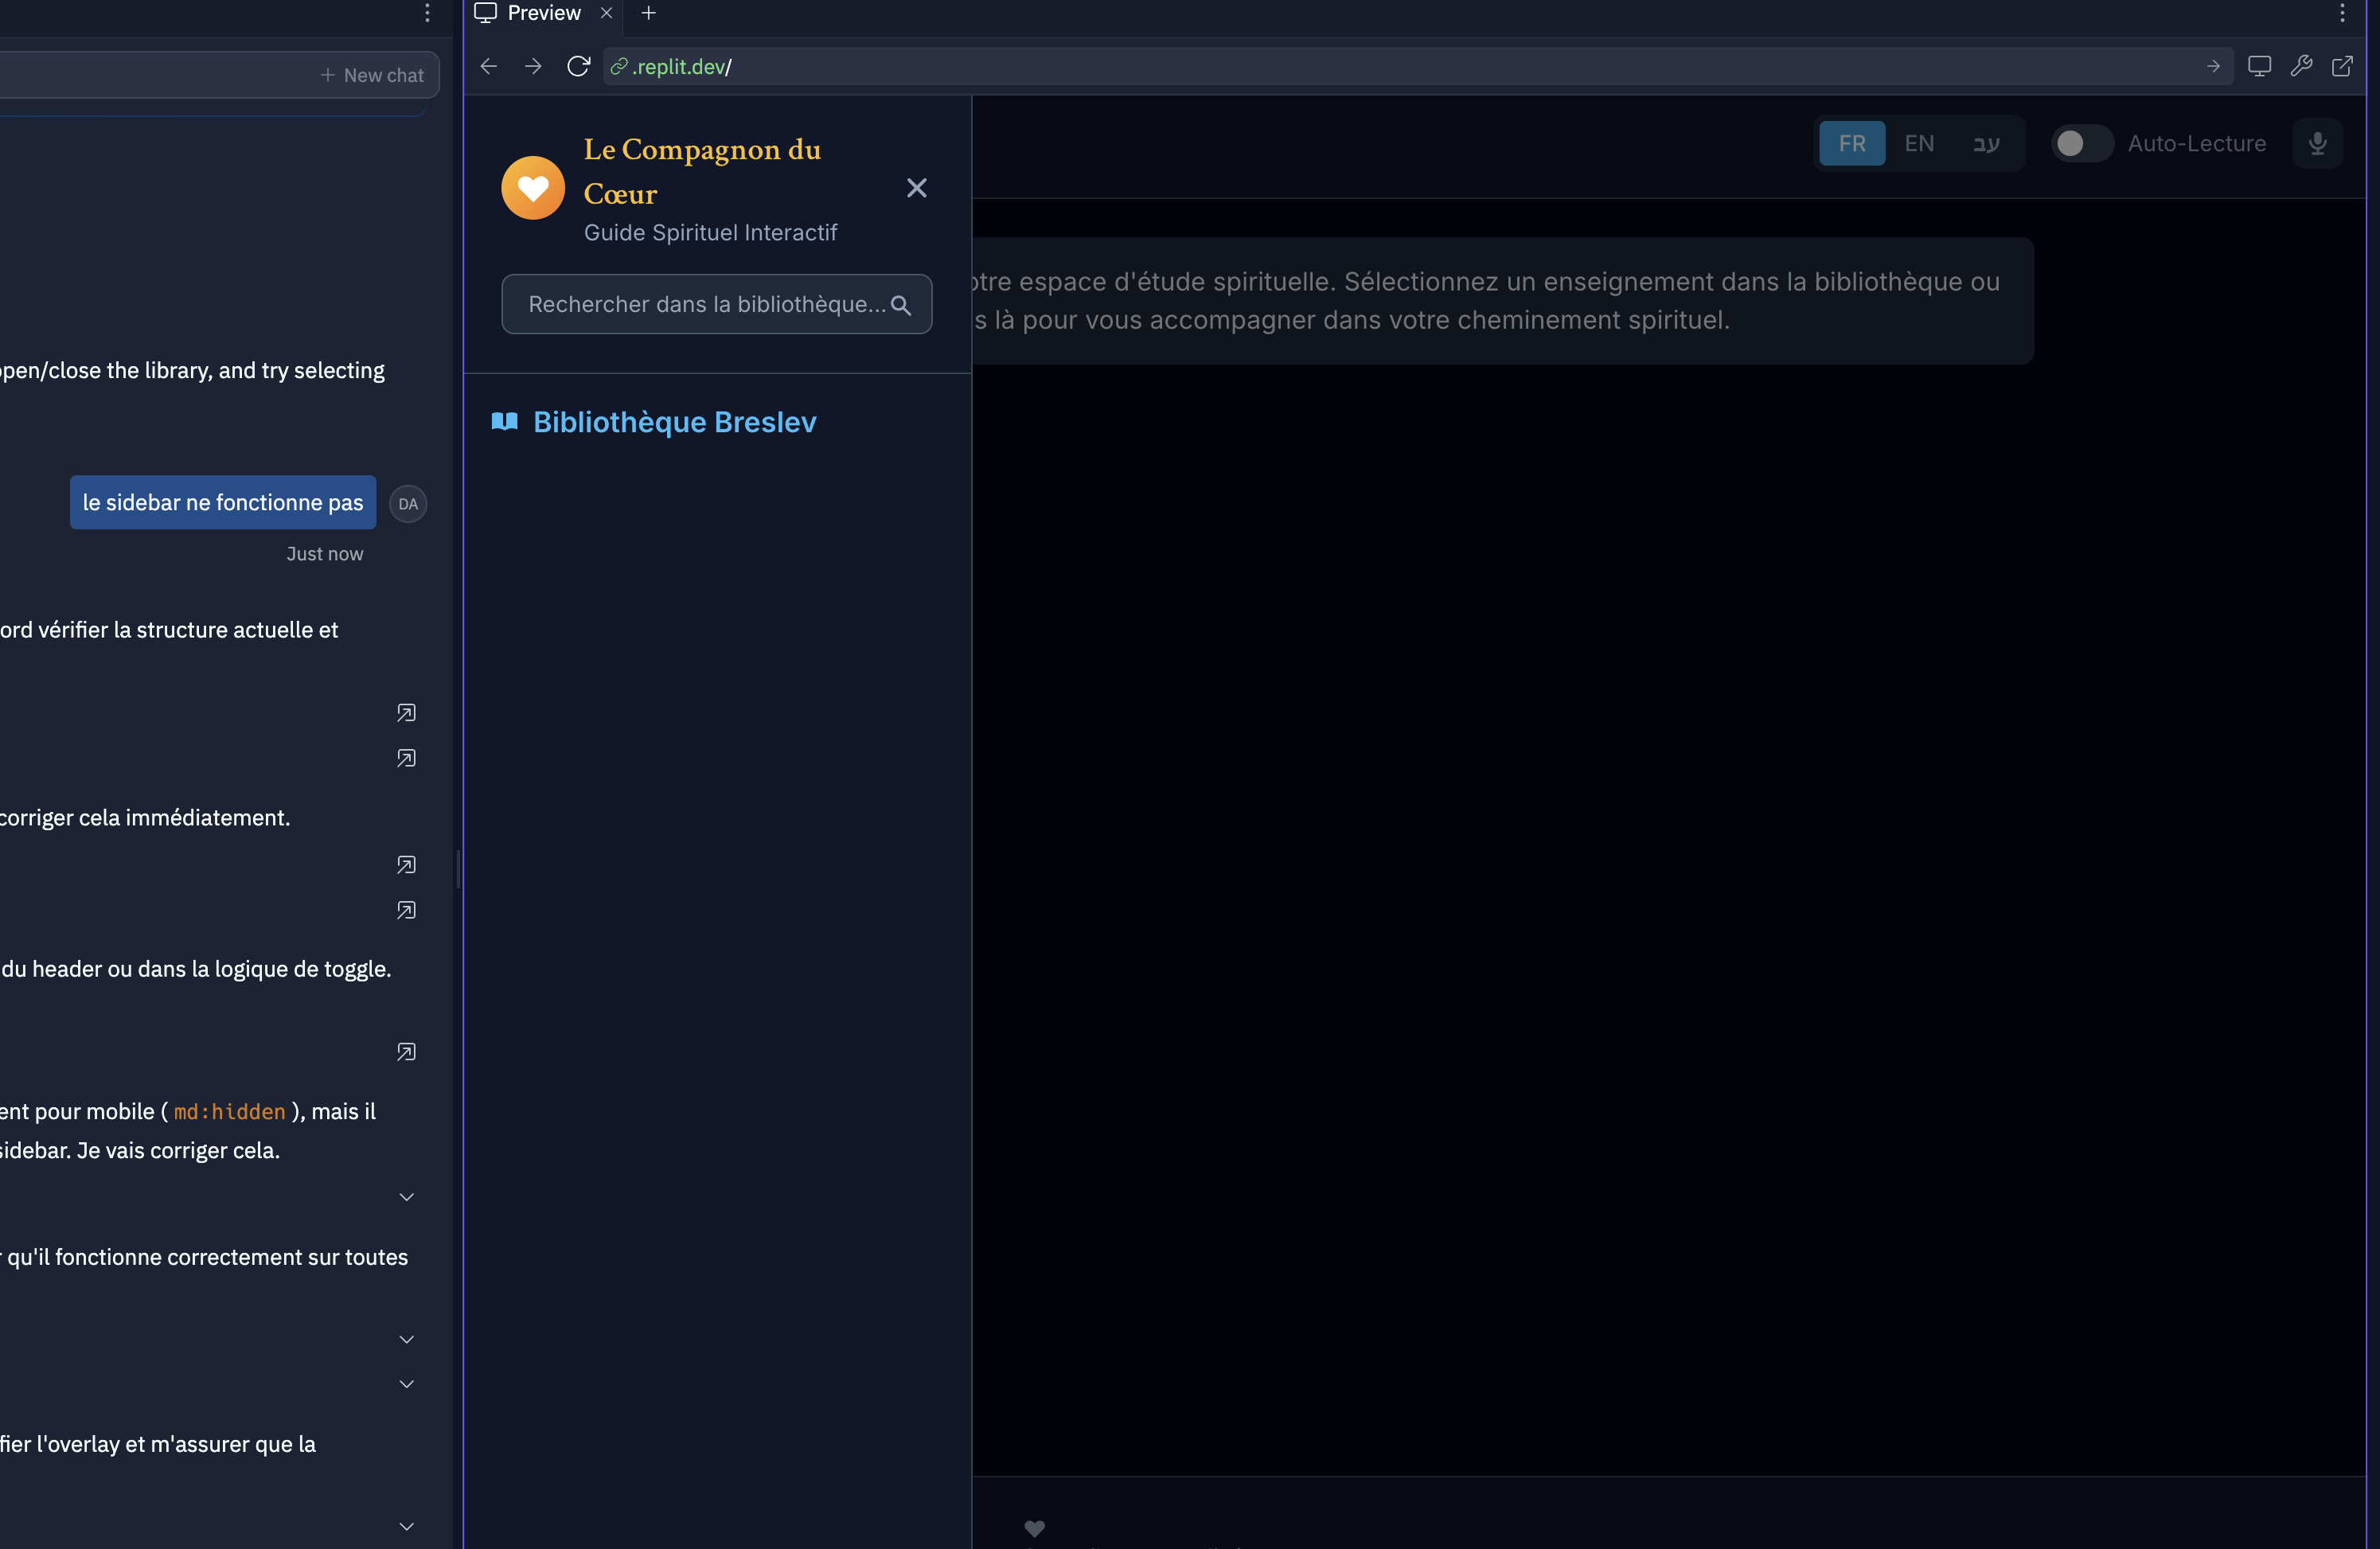 Preview
New chat
.replit.dev/
open/close the library, and try selecting
le sidebar ne fonctionne pas
DA
Just now
ord vérifier la structure actuelle et
corriger cela immédiatement.
du header ou dans la logique de toggle.
ent pour mobile ( md:hidden ), mais il
sidebar. Je vais corriger cela.
qu'il fonctionne correctement sur toutes
fier l'overlay et m'assurer que la
Le Compagnon du
Cœur
Guide Spirituel Interactif
Rechercher dans la bibliothèque...
Bibliothèque Breslev
FR EN עב Auto-Lecture
otre espace d'étude spirituelle. Sélectionnez un enseignement dans la bibliothèque ou
s là pour vous accompagner dans votre cheminement spirituel.